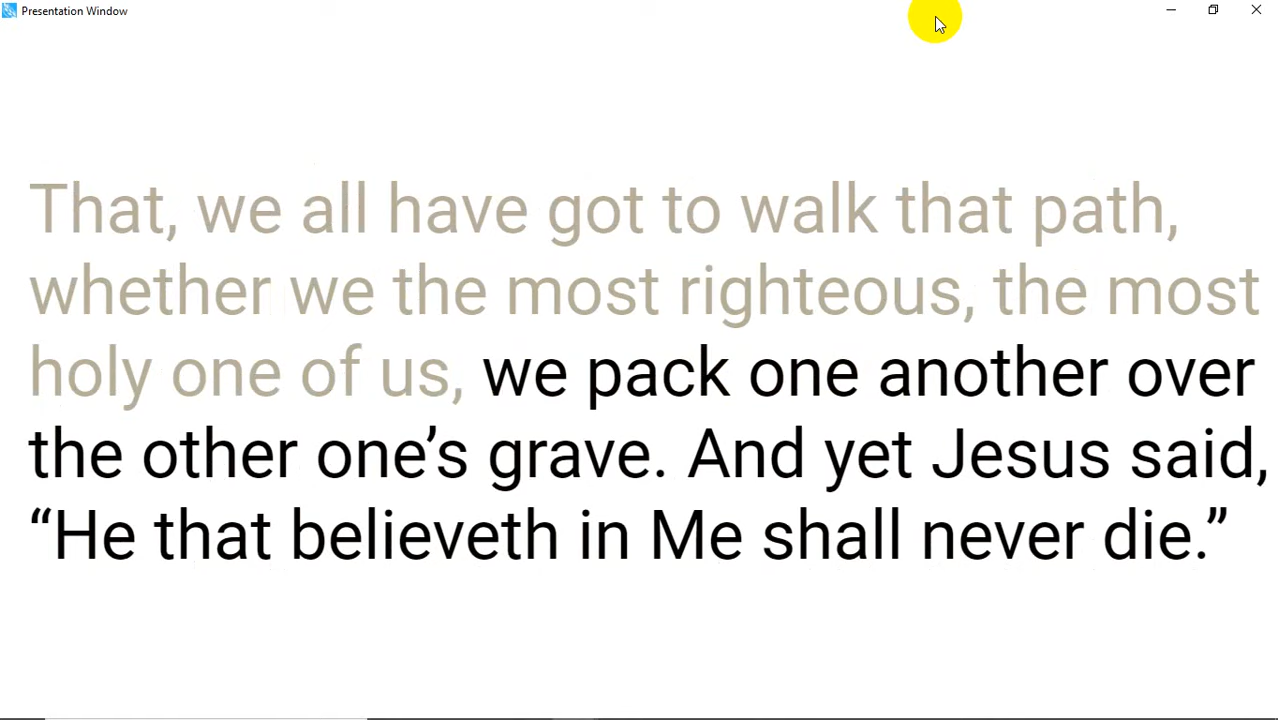 Presentation Window
That, we all have got to walk that path,
whether we the most righteous, the most
holy one of us, we pack one another over
the other one’s grave. And yet Jesus said,
“He that believeth in Me shall never die.”